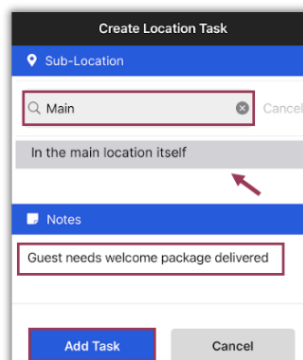 Create Location Task
Sub-Location
Main
Cancel
In the main location itself
Notes
Guest needs welcome package delivered
Add Task
Cancel